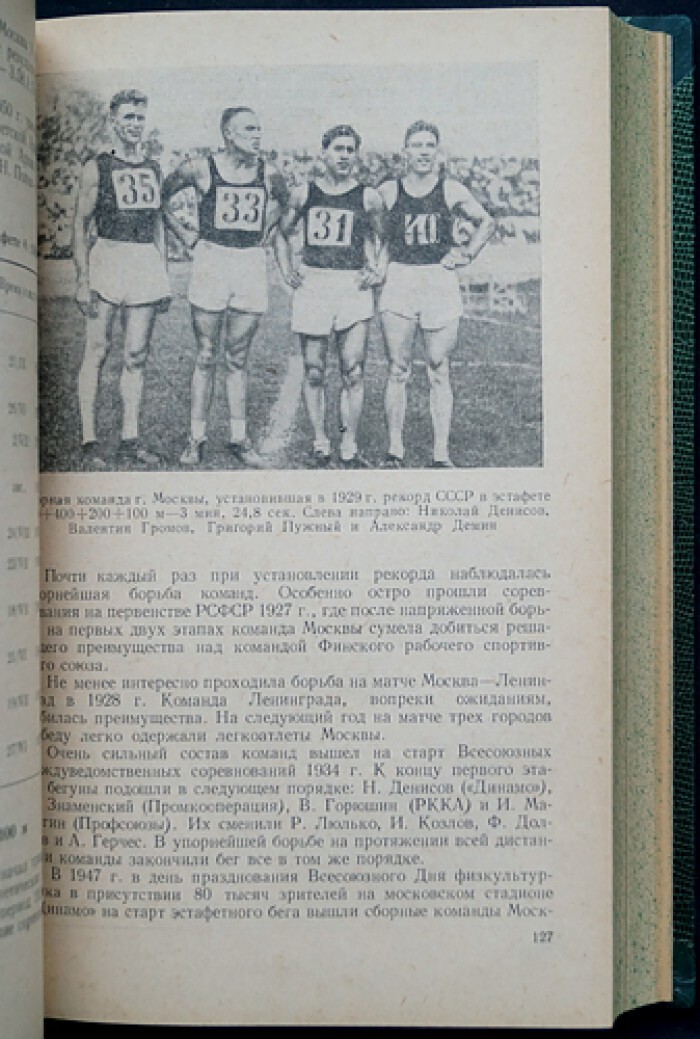 35
33
31
рная команда г. Москвы, установившая в 1929 г. рекорд СССР в эстафете
+400+200+100 м—3 мин, 24,8 сек. Слева направо: Николай Денисов,
Валентин Громов, Григорий Пужный и Александр Демин
Почти каждый раз при установлении рекорда наблюдалась
орнейшая борьба команд. Особенно остро прошли сорев-
вания на первенстве РСФСР 1927 г., где после напряженной борь-
на первых двух этапах команда Москвы сумела добиться реша-
его преимущества над командой Финского рабочего спортив-
го союза.
Не менее интересно проходила борьба на матче Москва—Ленин-
ад в 1928 г. Команда Ленинграда, вопреки ожиданиям,
билась преимущества. На следующий год на матче трех городов
беду легко одержали легкоатлеты Москвы.
Очень сильный состав команд вышел на старт Всесоюзных
ждуведомственных соревнований 1934 г. К концу первого эта-
бегуны подошли в следующем порядке: Н. Денисов («Динамо»),
Знаменский (Промкооперация), В. Горюшин (РККА) и И. Ма-
гин (Профсоюзы). Их сменили Р. Люлько, И. Козлов, Ф. Дол-
в и А. Герчес. В упорнейшей борьбе на протяжении всей дистан-
и команды закончили бег все в том же порядке.
В 1947 г. в день празднования Всесоюзного Дня физкультур-
ка в присутствии 80 тысяч зрителей на московском стадионе
Динамо» на старт эстафетного бега вышли сборные команды Моск-
127